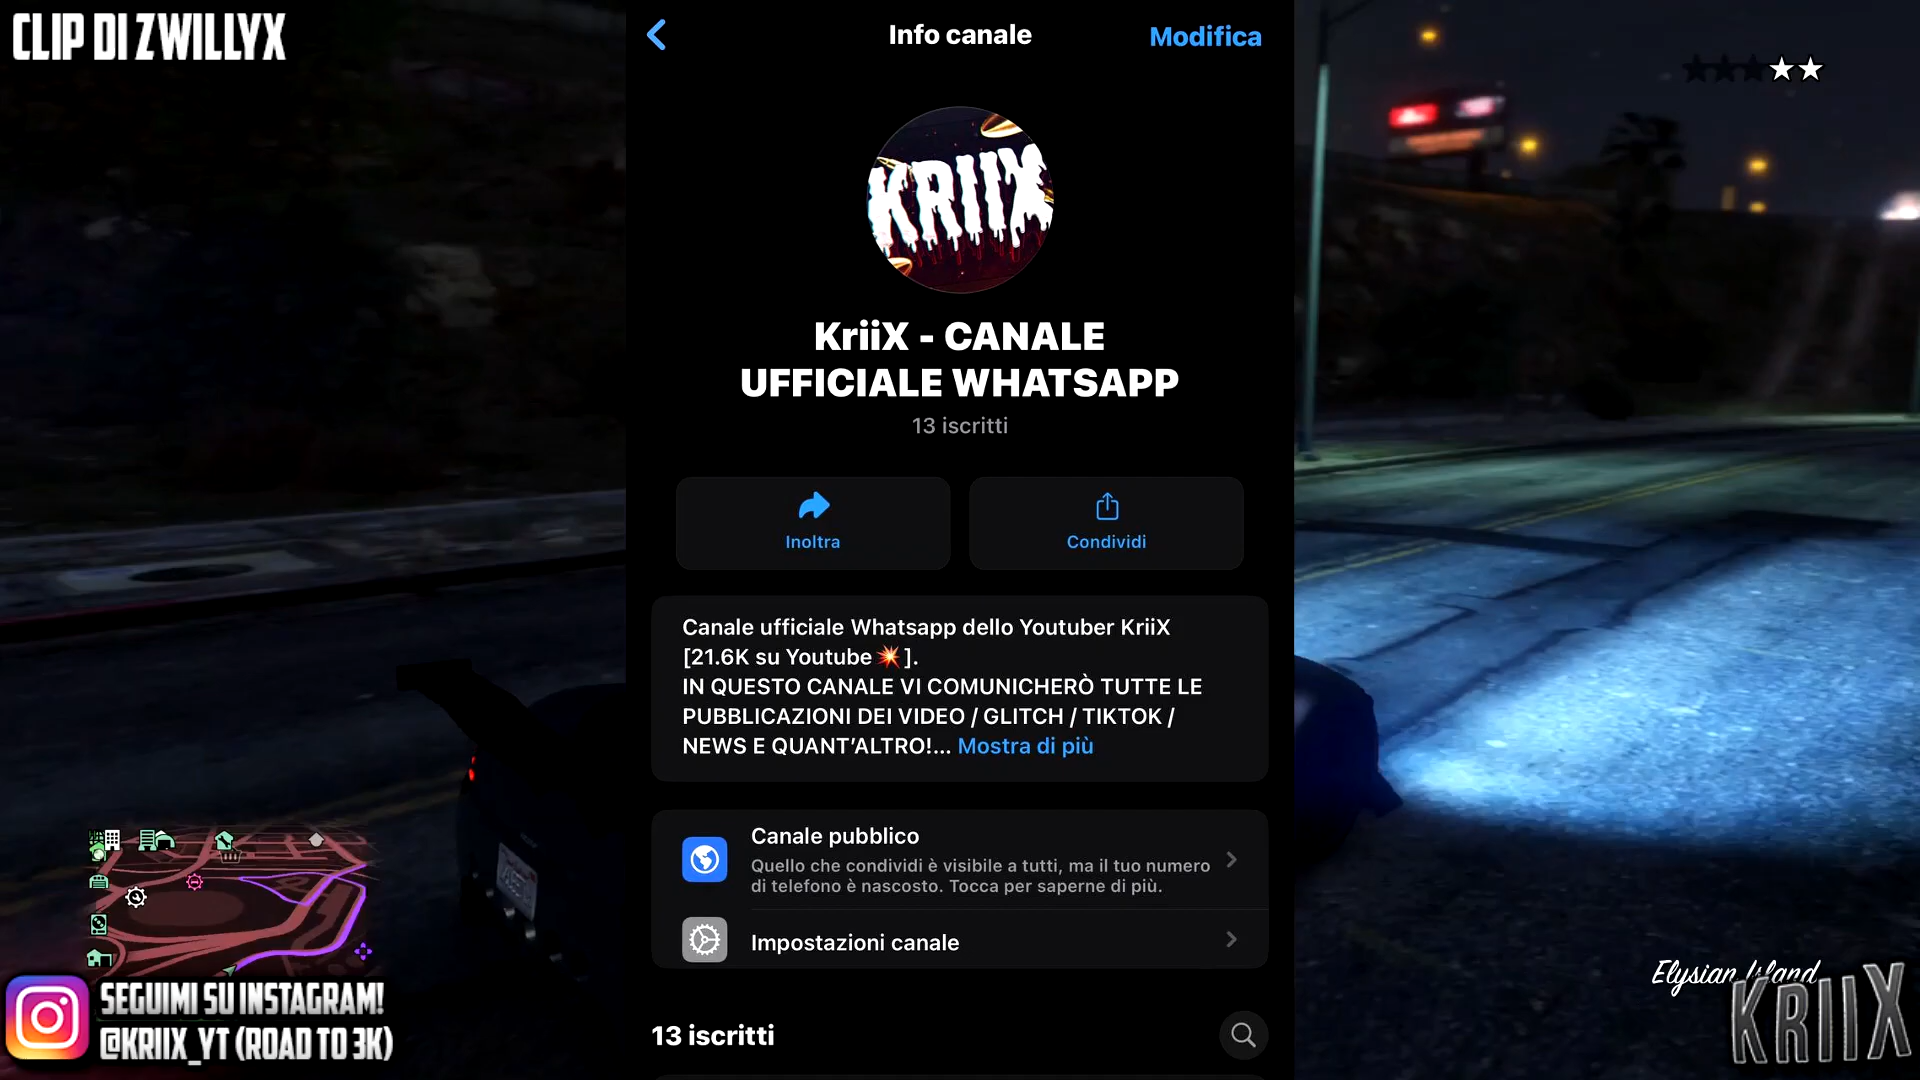 CLIP DI ZWILLYX
Info canale
Modifica
KRIIX
KriiX - CANALE
UFFICIALE WHATSAPP
13 iscritti
Inoltra
Condividi
Canale ufficiale Whatsapp dello Youtuber KriiX
[21.6K su Youtube 💥].
IN QUESTO CANALE VI COMUNICHERÒ TUTTE LE
PUBBLICAZIONI DEI VIDEO / GLITCH / TIKTOK /
NEWS E QUANT'ALTRO!... Mostra di più
Canale pubblico
Quello che condividi è visibile a tutti, ma il tuo numero
di telefono è nascosto. Tocca per saperne di più.
Impostazioni canale
13 iscritti
SEGUIMI SU INSTAGRAM!
@KRIIX_YT (ROAD TO 3K)
Elysian Island
KRIIX